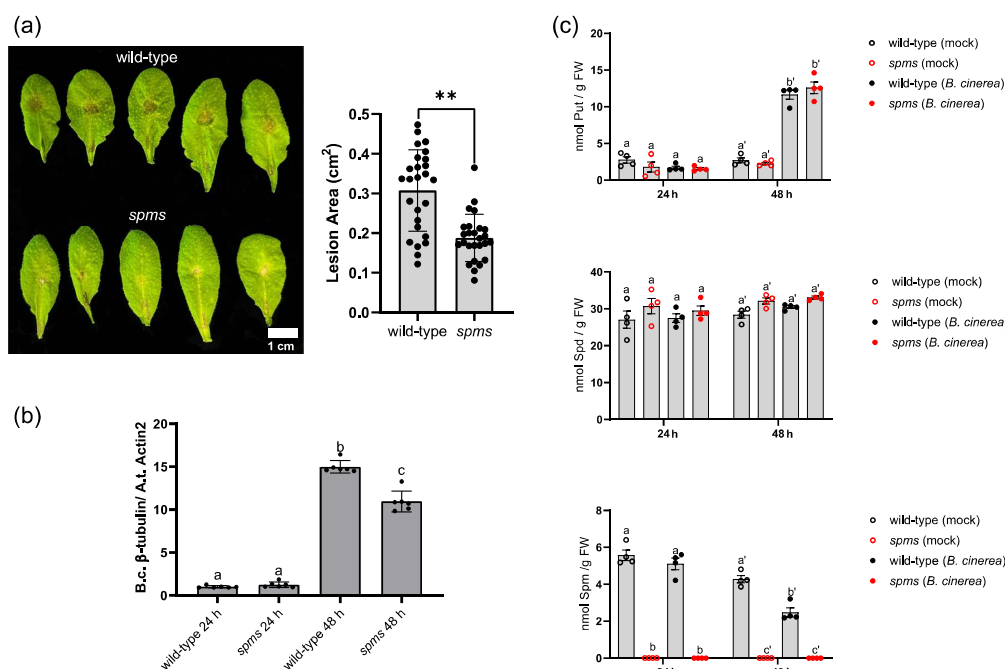 (a)
wild-type
spms
1 cm
**
Lesion Area (cm²)
0.5
0.4
0.3
0.2
0.1
0.0
wild-type
spms
(b)
B.c. β-tubulin/ A.t. Actin2
20
15
10
5
0
a
a
b
c
wild-type 24 h
spms 24 h
wild-type 48 h
spms 48 h
(c)
nmol Put / g FW
20
15
10
5
0
a
a
a
a
a'
a'
b'
b'
24 h
48 h
wild-type (mock)
spms (mock)
wild-type (B. cinerea)
spms (B. cinerea)
nmol Spd / g FW
40
30
20
10
0
a
a
a
a
a'
a'
a'
a'
24 h
48 h
wild-type (mock)
spms (mock)
wild-type (B. cinerea
spms (B. cinerea)
nmol Spm /g FW
8
6
4
2
0
a
b
a
b
a'
c'
b'
c'
wild-type (mock)
spms (mock)
wild-type (B. cinerea)
spms (B. cinerea)